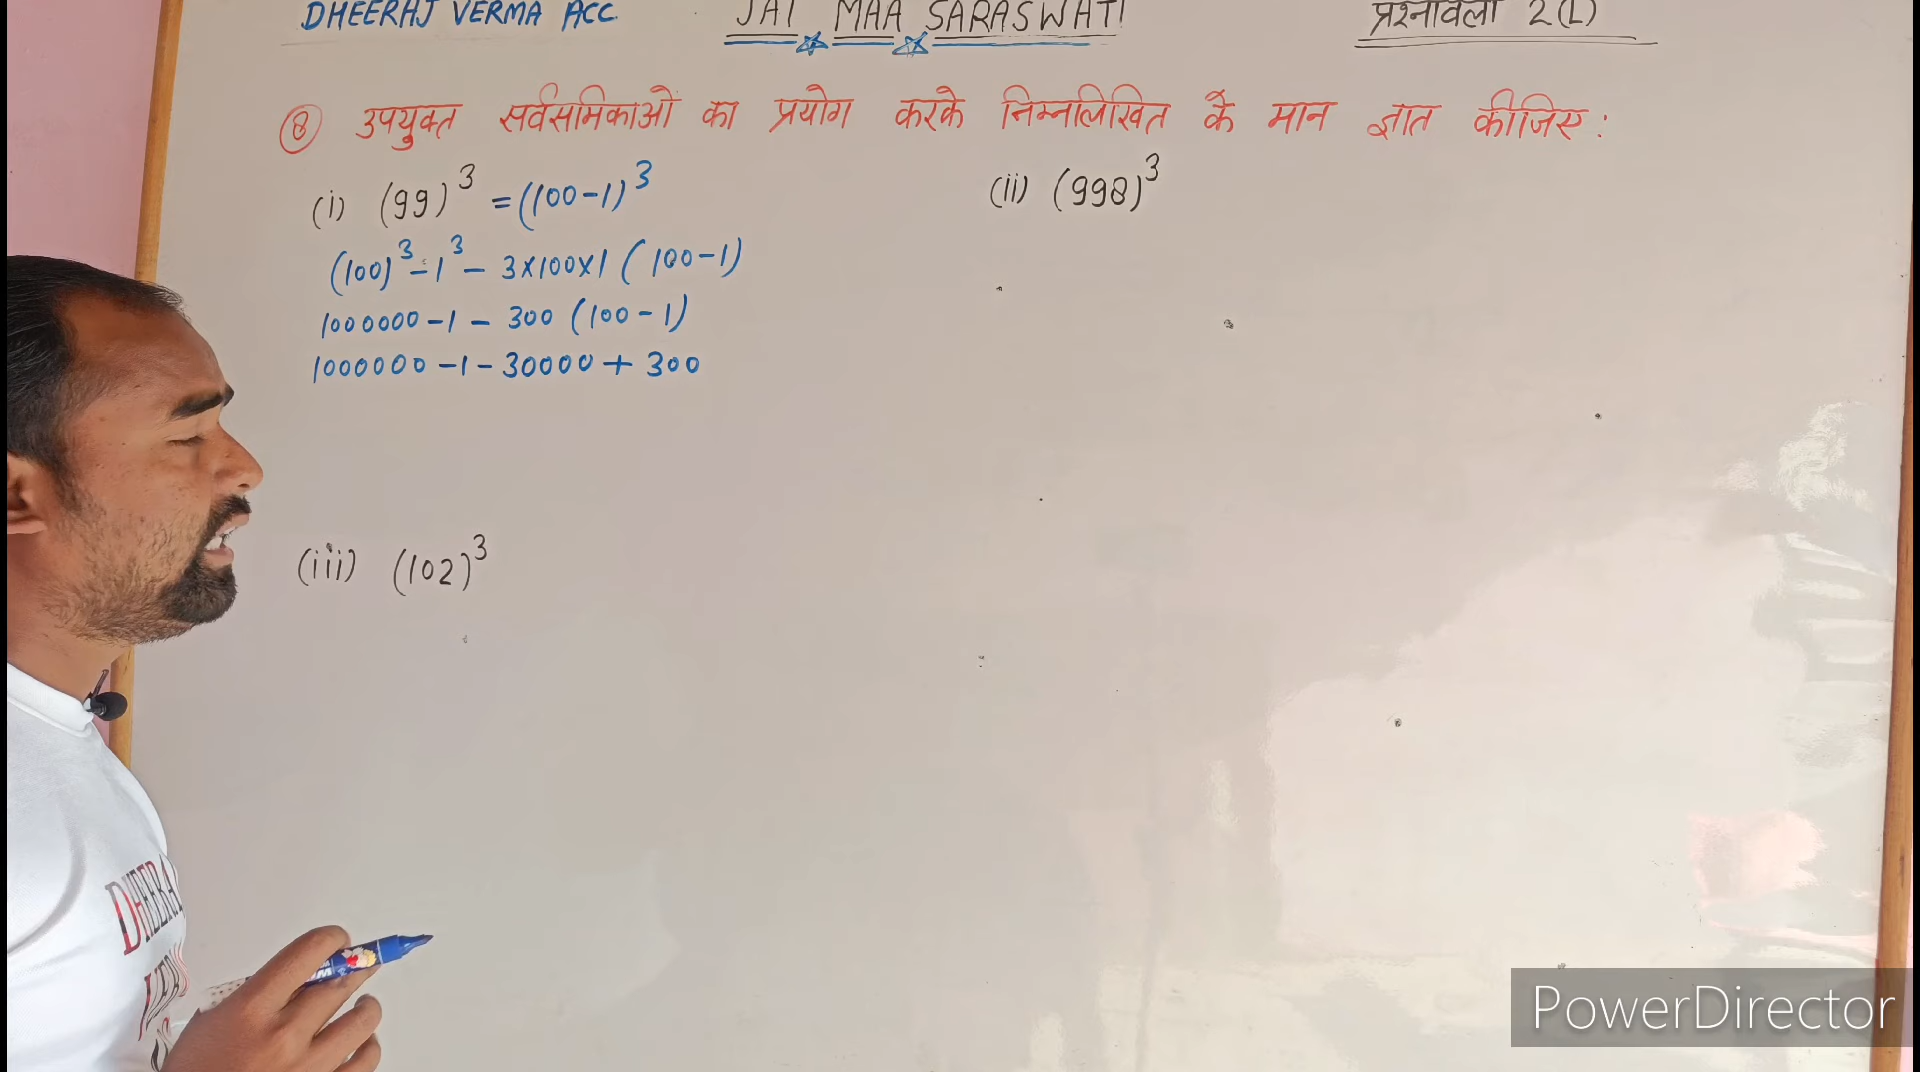 DHEERAJ VERMA ACC
JAI MAA SARASWATI
प्रश्नावली 2(L)
⑧ उपयुक्त सर्वसमिकाओं का प्रयोग करके निम्नलिखित के मान ज्ञात कीजिए:
(i) (99)³ = (100-1)³
(ii) (998)³
(100)³-1³- 3×100×1 (100-1)
1000000-1- 300 (100-1)
1000000-1-30000+300
(iii) (102)³
DHEERAJ
PowerDirector